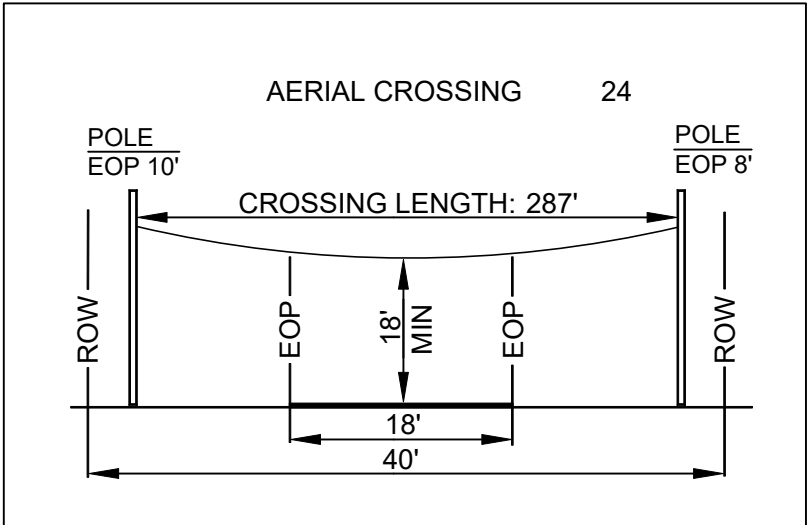 AERIAL CROSSING 24
POLE
EOP 10'
POLE
EOP 8'
CROSSING LENGTH: 287'
ROW
EOP
18'
MIN
EOP
ROW
18'
40'